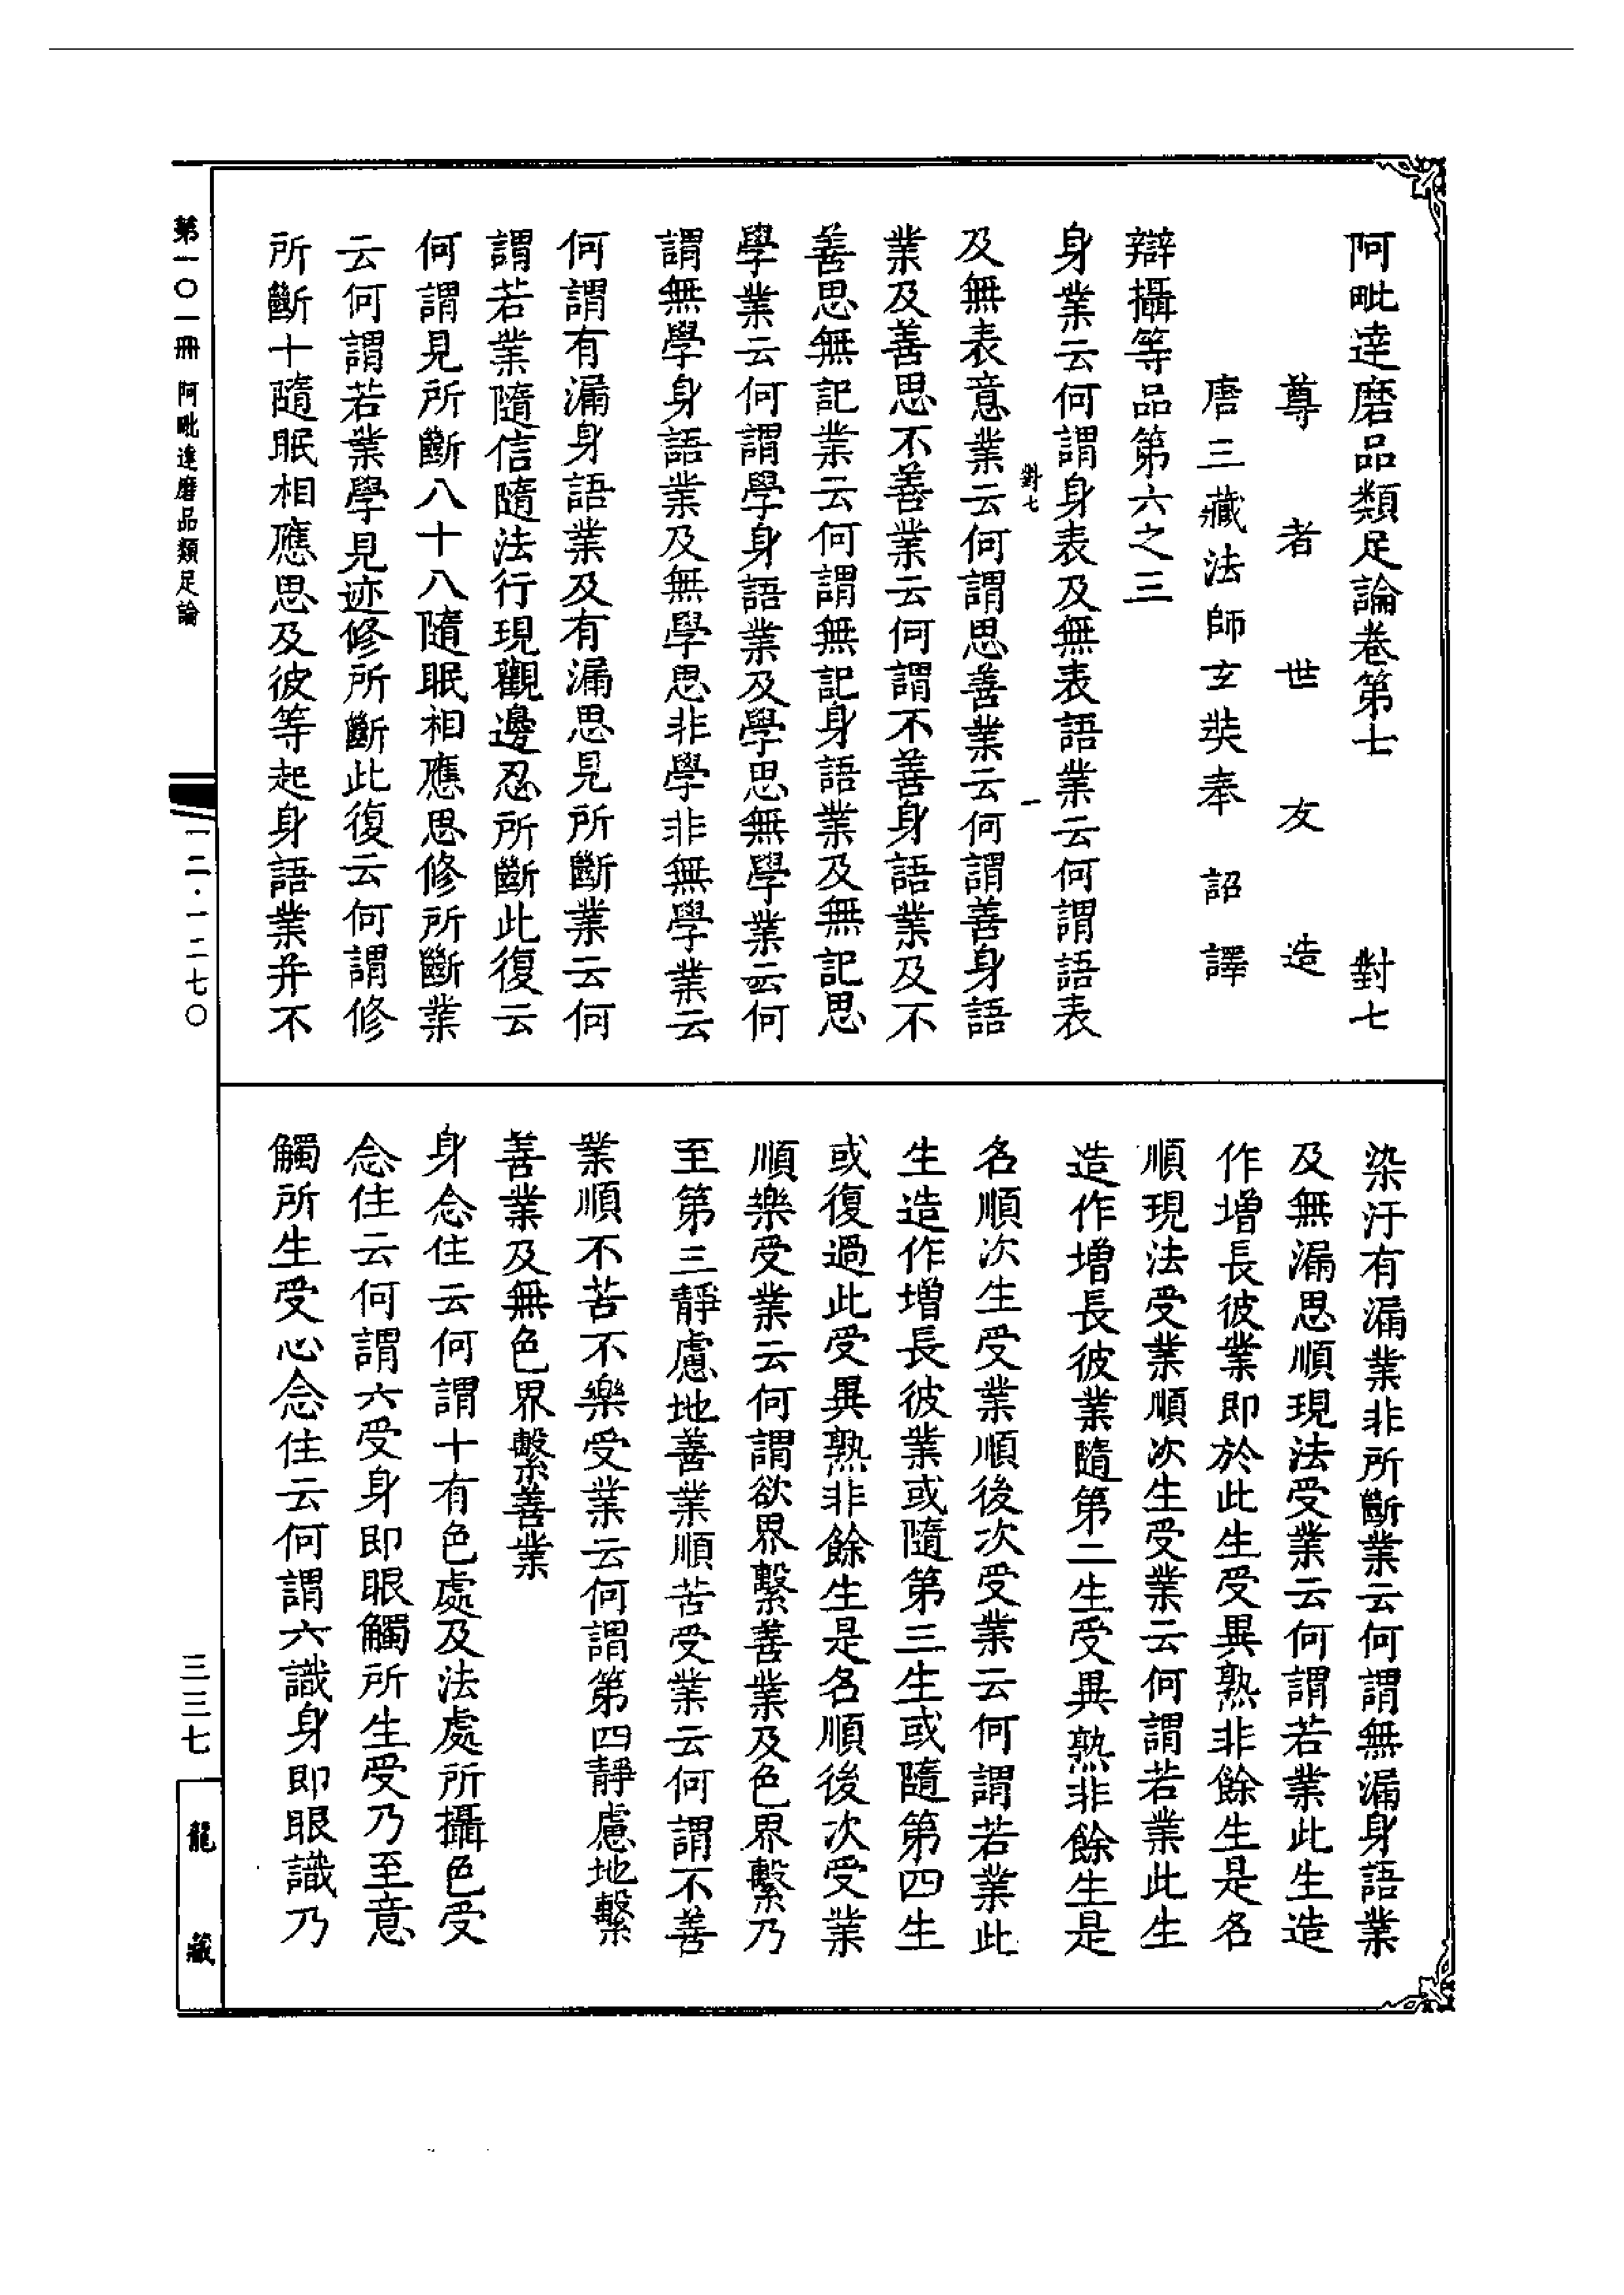 阿毗達磨品類足論卷第七　對七
尊者世友造
唐三藏法師玄奘奉詔譯
辯攝等品第六之三
身業云何謂身表及無表語業云何謂語表
對七　一
及無表意業云何謂思善業云何謂善身語
業及善思不善業云何謂不善身語業及不
善思無記業云何謂無記身語業及無記思
學業云何謂學身語業及學思無學業云何
謂無學身語業及無學思非學非無學業云
何謂有漏身語業及有漏思見所斷業云何
謂若業隨信隨法行現觀邊忍所斷此復云
何謂見所斷八十八隨眠相應思修所斷業
云何謂若業學見迹修所斷此復云何謂修
所斷十隨眠相應思及彼等起身語業并不
染汙有漏業非所斷業云何謂無漏身語業
及無漏思順現法受業云何謂若業此生造
作增長彼業即於此生受異熟非餘生是名
順現法受業順次生受業云何謂若業此生
造作增長彼業隨第二生受異熟非餘生是
名順次生受業順後次受業云何謂若業此
生造作增長彼業或隨第三生或隨第四生
或復過此受異熟非餘生是名順後次受業
順樂受業云何謂欲界繫善業及色界繫乃
至第三靜慮地善業順苦受業云何謂不善
業順不苦不樂受業云何謂第四靜慮地繫
善業及無色界繫善業
身念住云何謂十有色處及法處所攝色受
念住云何謂六受身即眼觸所生受乃至意
觸所生受心念住云何謂六識身即眼識乃
第一〇一冊　阿毗達磨品類足論
一二·一二七〇
三三七
龍藏